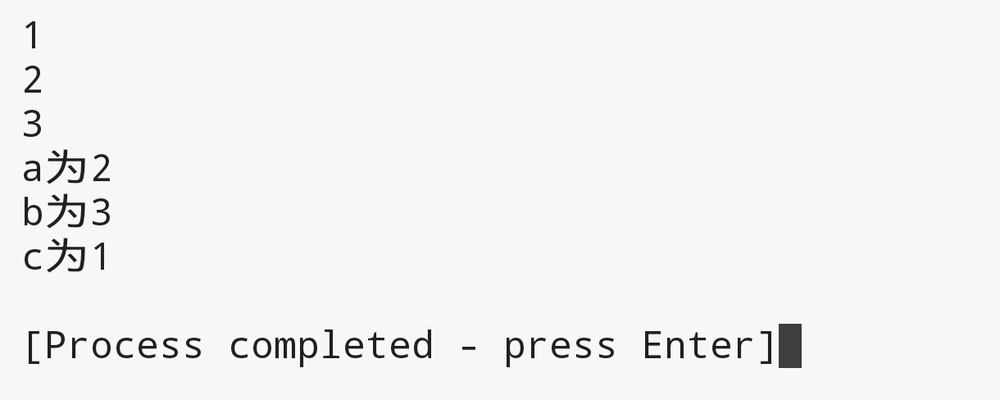 1
2
3
a为2
b为3
c为1
[Process completed - press Enter]